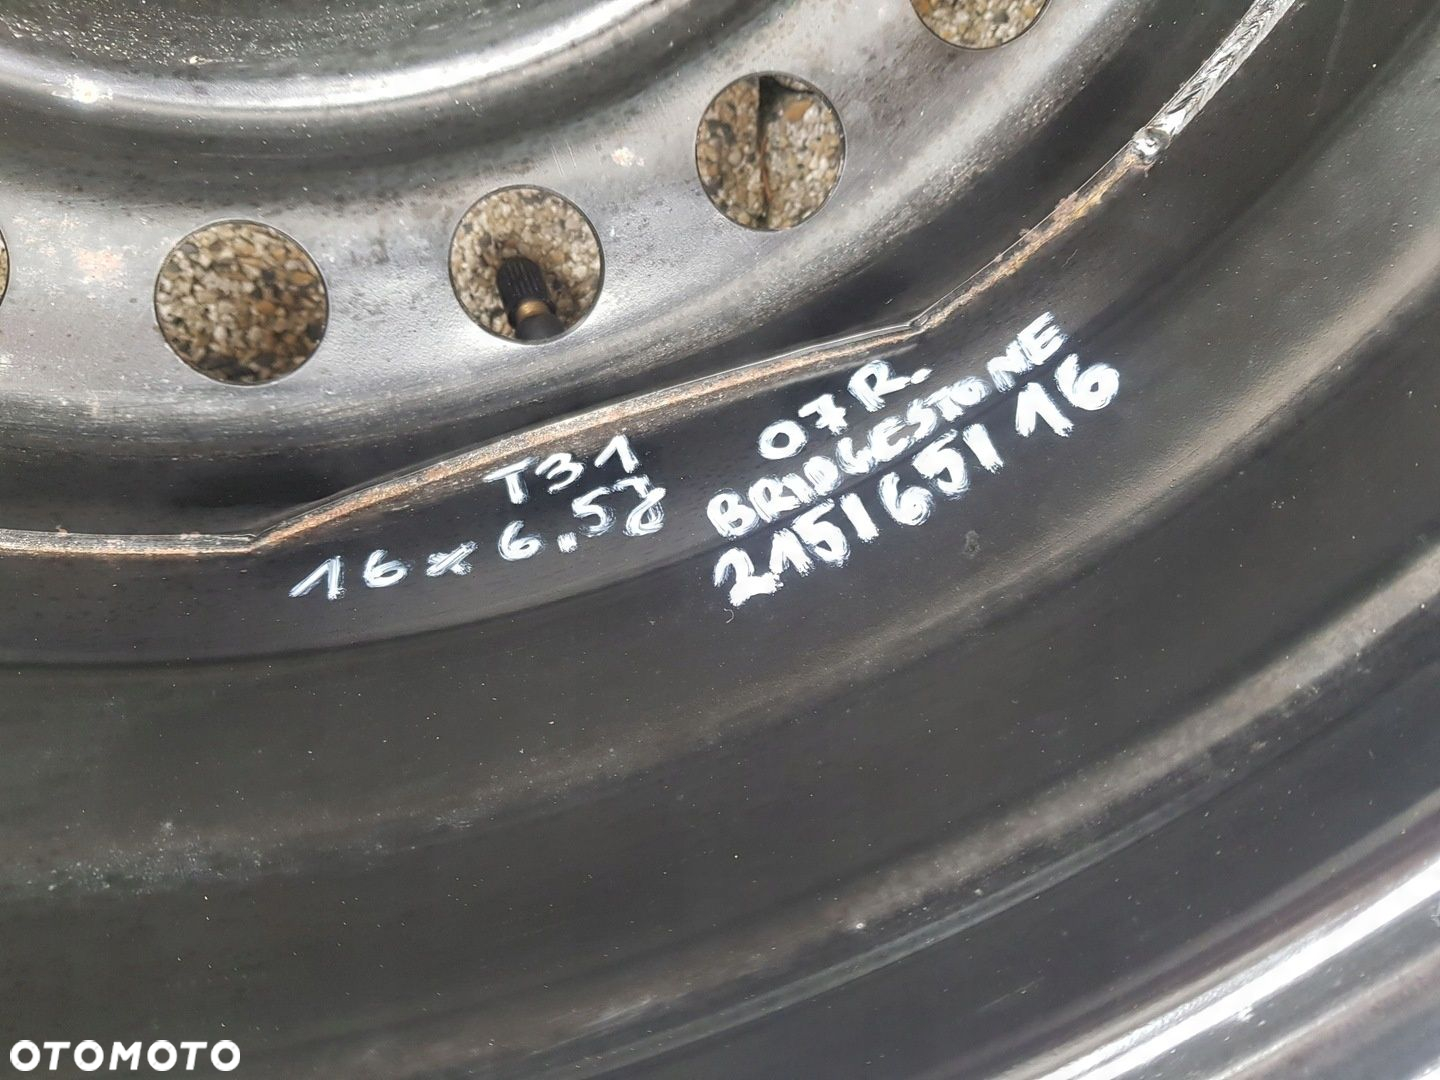 T31
16x6.5J
07R.
BRIDGESTONE
215/65/16
OTOMOTO